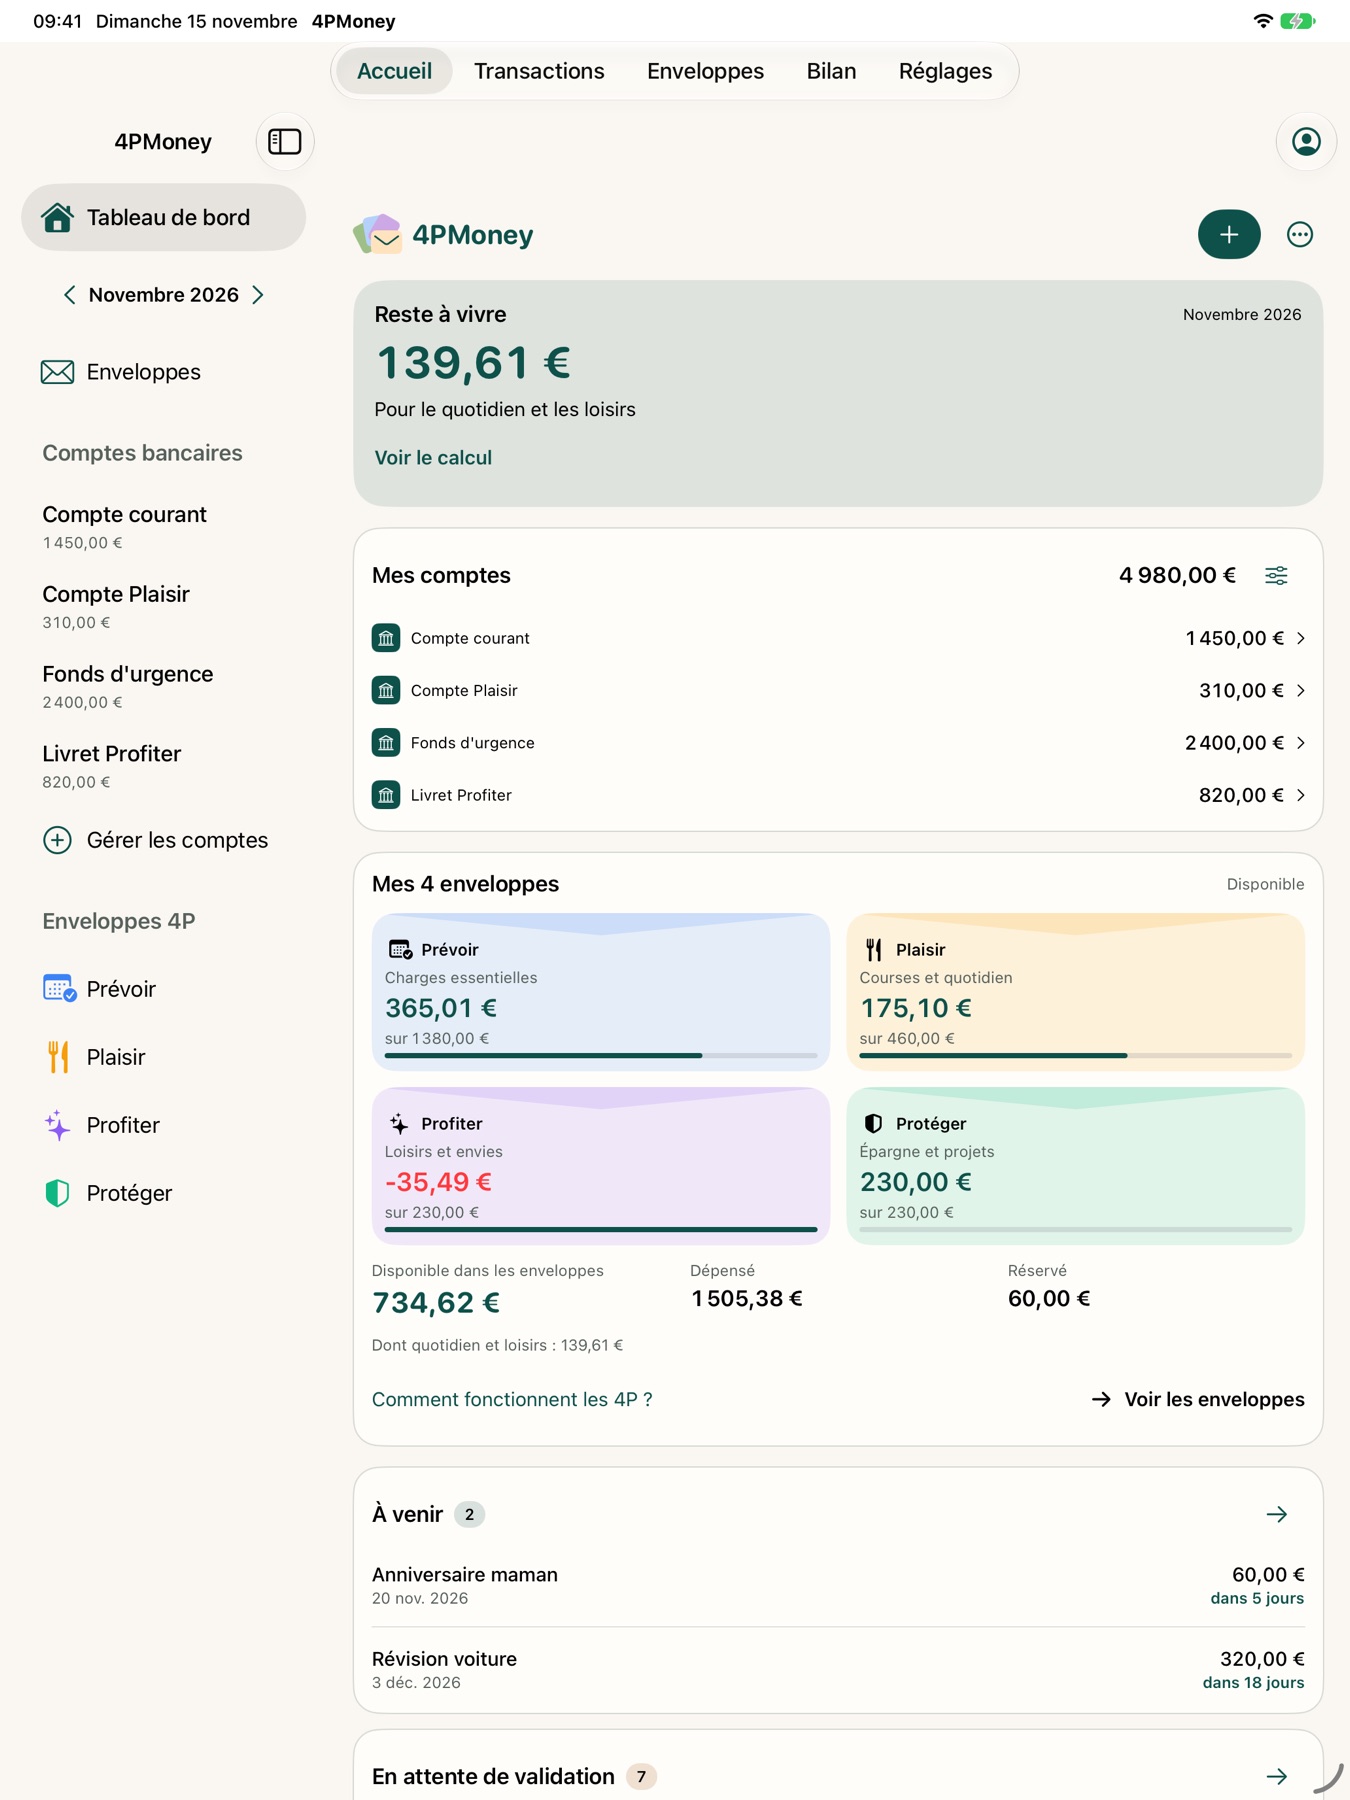 09:41 Dimanche 15 novembre 4PMoney
Accueil Transactions Enveloppes Bilan Réglages
4PMoney
Tableau de bord
Novembre 2026
Enveloppes
Comptes bancaires
Compte courant
1 450,00 €
Compte Plaisir
310,00 €
Fonds d'urgence
2 400,00 €
Livret Profiter
820,00 €
Gérer les comptes
Enveloppes 4P
Prévoir
Plaisir
Profiter
Protéger
4PMoney
Reste à vivre Novembre 2026
139,61 €
Pour le quotidien et les loisirs
Voir le calcul
Mes comptes 4 980,00 €
Compte courant 1 450,00 €
Compte Plaisir 310,00 €
Fonds d'urgence 2 400,00 €
Livret Profiter 820,00 €
Mes 4 enveloppes Disponible
Prévoir
Charges essentielles
365,01 €
sur 1 380,00 €
Plaisir
Courses et quotidien
175,10 €
sur 460,00 €
Profiter
Loisirs et envies
-35,49 €
sur 230,00 €
Protéger
Épargne et projets
230,00 €
sur 230,00 €
Disponible dans les enveloppes Dépensé Réservé
734,62 € 1 505,38 € 60,00 €
Dont quotidien et loisirs : 139,61 €
Comment fonctionnent les 4P ? Voir les enveloppes
À venir 2
Anniversaire maman 60,00 €
20 nov. 2026 dans 5 jours
Révision voiture 320,00 €
3 déc. 2026 dans 18 jours
En attente de validation 7